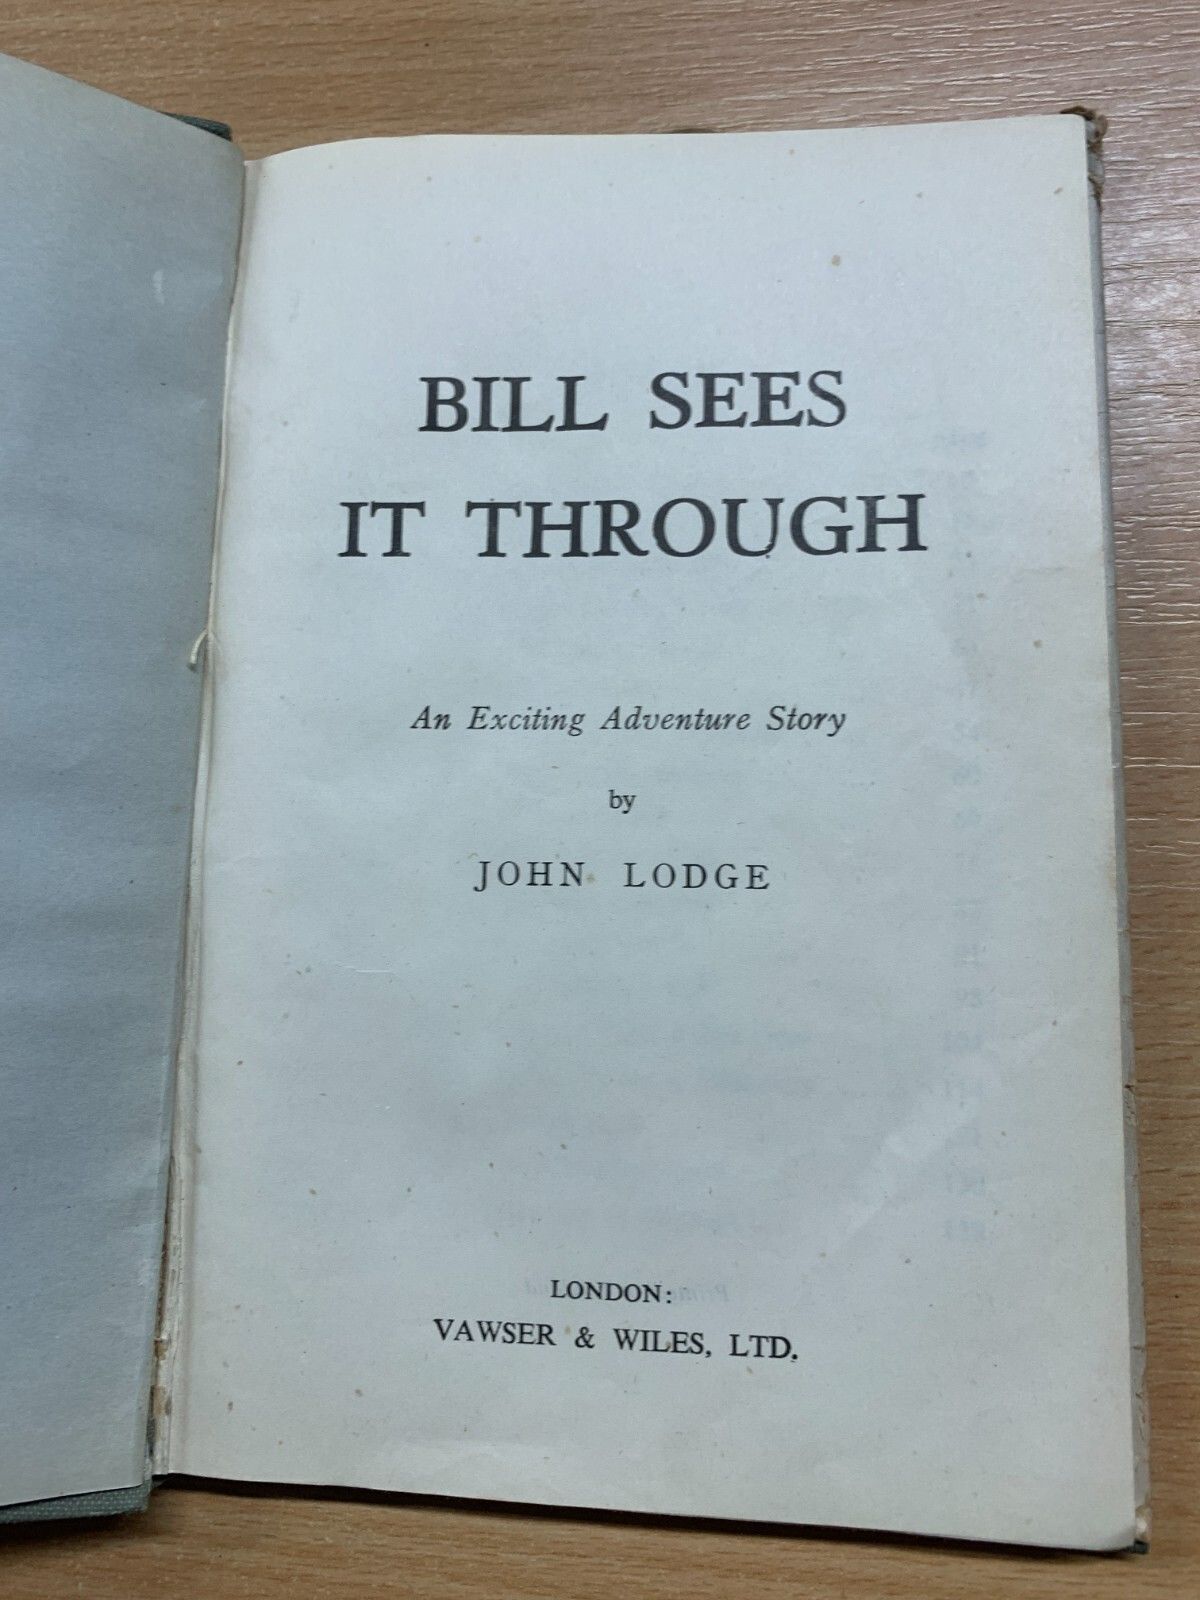 BILL SEES
IT THROUGH
An Exciting Adventure Story
by
JOHN LODGE
LONDON:
VAWSER & WILES, LTD.